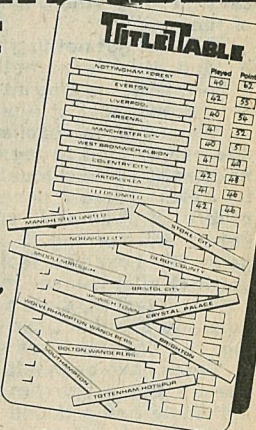 TITLE TABLE
Played Points
NOTTINGHAM FOREST 40 62
EVERTON 42 55
LIVERPOOL 40 54
ARSENAL 41 52
MANCHESTER CITY 40 51
WEST BROMWICH ALBION 41 49
COVENTRY CITY 42 48
ASTON VILLA 41 46
LEEDS UNITED 42 46
MANCHESTER UNITED
STOKE CITY
NORWICH CITY
MIDDLESBROUGH
DERBY COUNTY
BRISTOL CITY
IPSWICH TOWN
CRYSTAL PALACE
WOLVERHAMPTON WANDERERS
BRIGHTON
BOLTON WANDERERS
SOUTHAMPTON
TOTTENHAM HOTSPUR